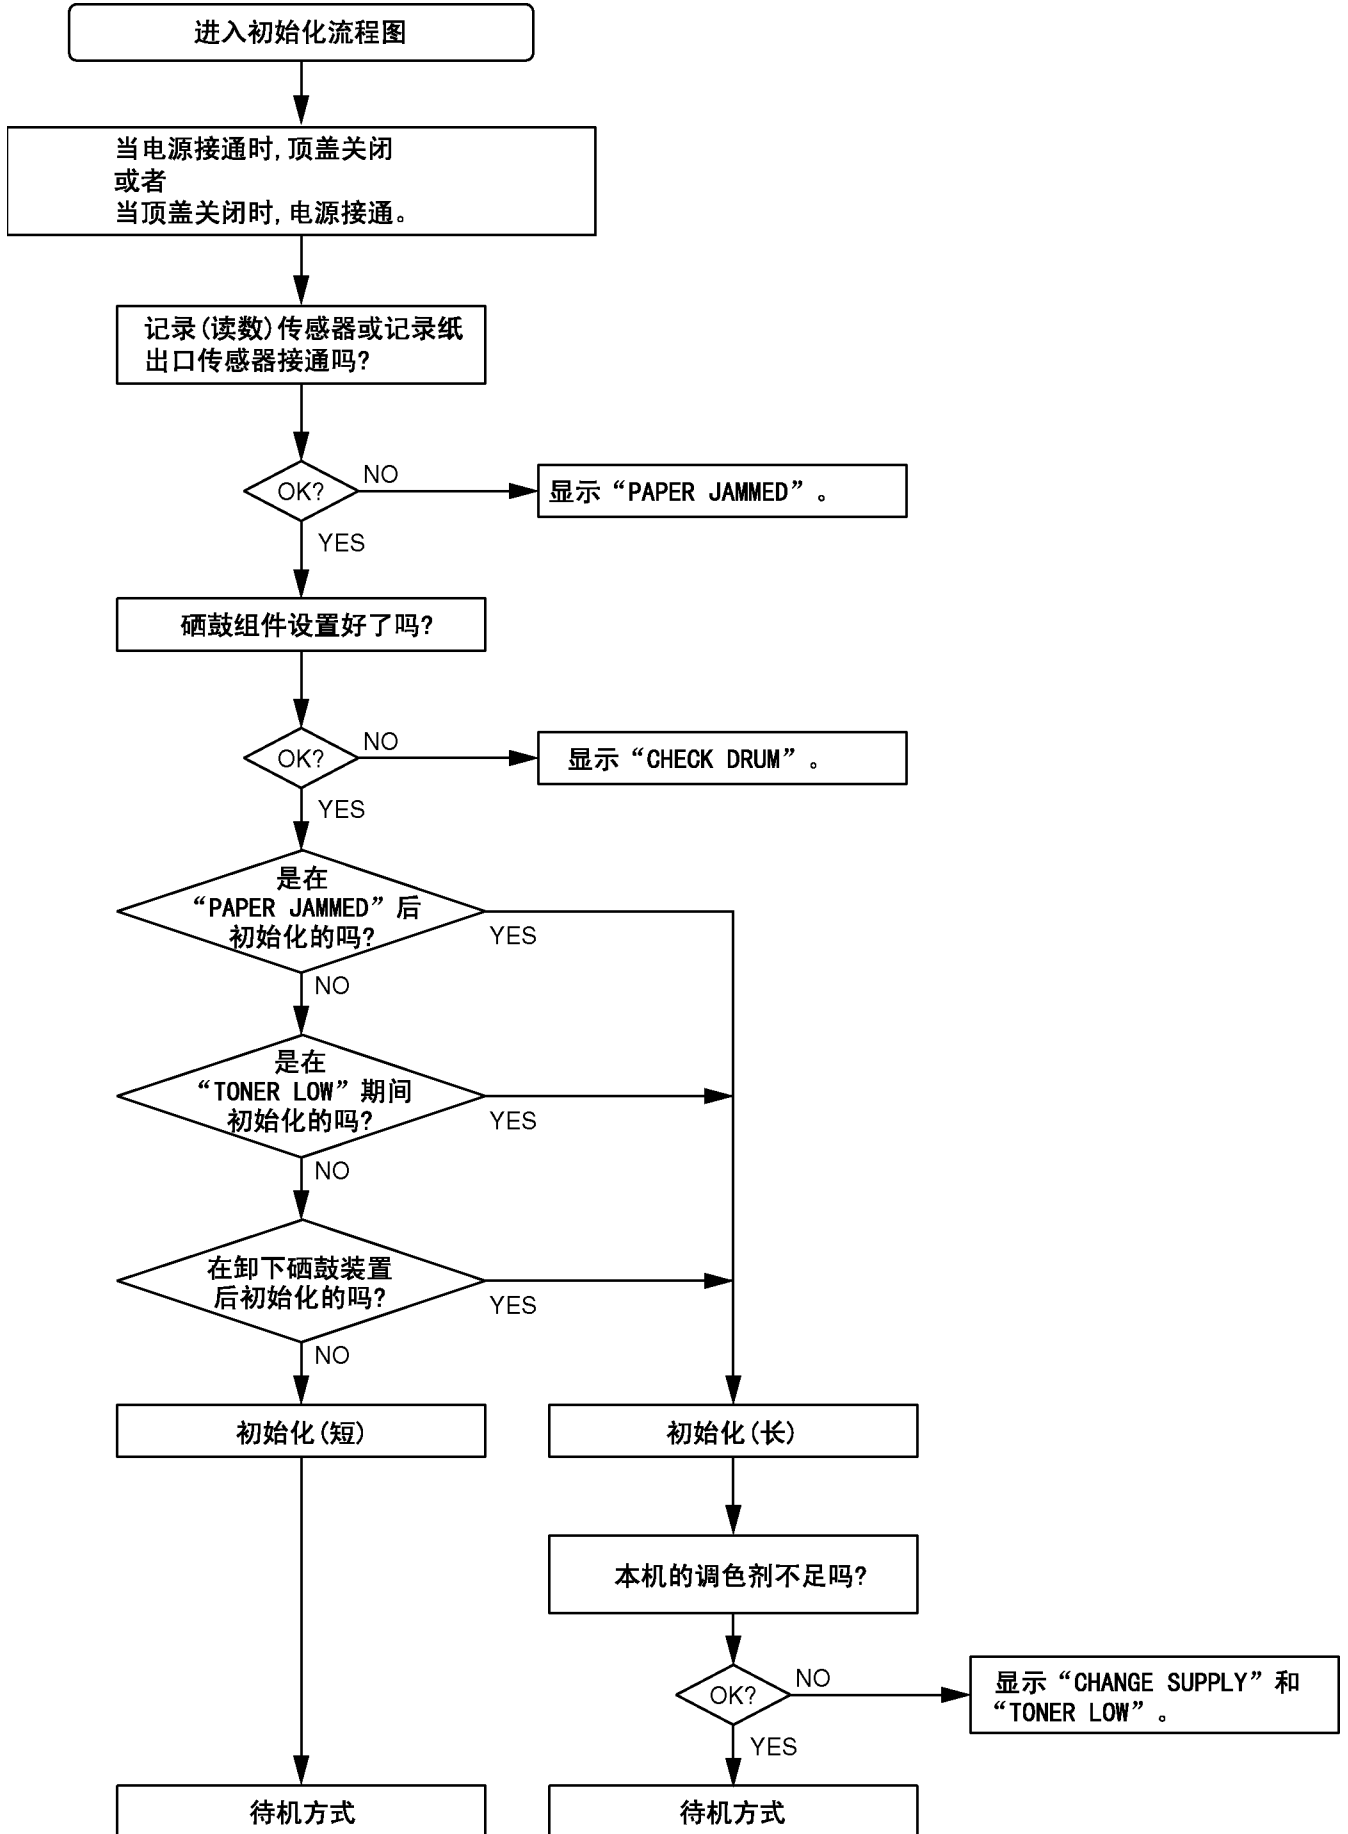 进入初始化流程图
当电源接通时,顶盖关闭
或者
当顶盖关闭时,电源接通。
记录(读数)传感器或记录纸
出口传感器接通吗?
OK?
NO
显示“PAPER JAMMED”。
YES
硒鼓组件设置好了吗?
OK?
NO
显示“CHECK DRUM”。
YES
是在
“PAPER JAMMED”后
初始化的吗?
YES
NO
是在
“TONER LOW”期间
初始化的吗?
YES
NO
在卸下硒鼓装置
后初始化的吗?
YES
NO
初始化(短)
初始化(长)
本机的调色剂不足吗?
OK?
NO
显示“CHANGE SUPPLY”和
“TONER LOW”。
YES
待机方式
待机方式